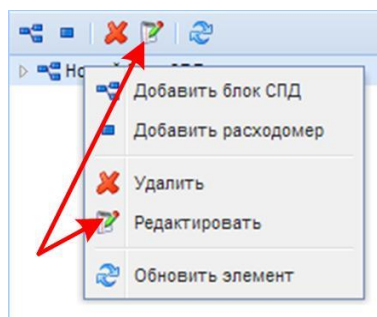 Добавить блок СПД
Добавить расходомер
Удалить
Редактировать
Обновить элемент